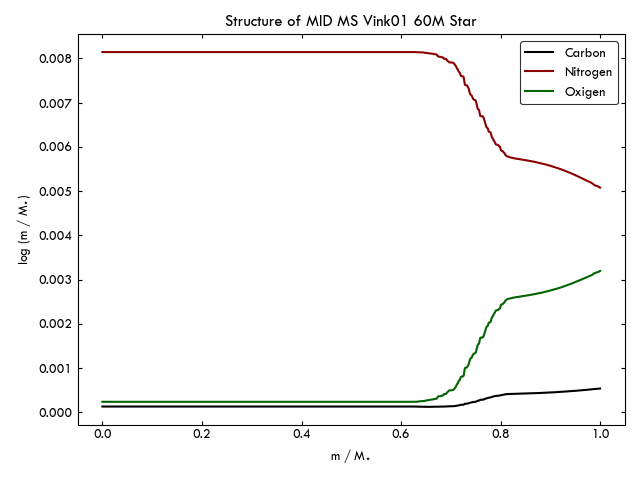 Structure of MID MS Vink01 60M Star
Carbon
Nitrogen
Oxigen
0.008
0.007
0.006
0.005
0.004
0.003
0.002
0.001
0.000
log (m / M⋆)
0.0 0.2 0.4 0.6 0.8 1.0
m / M⋆